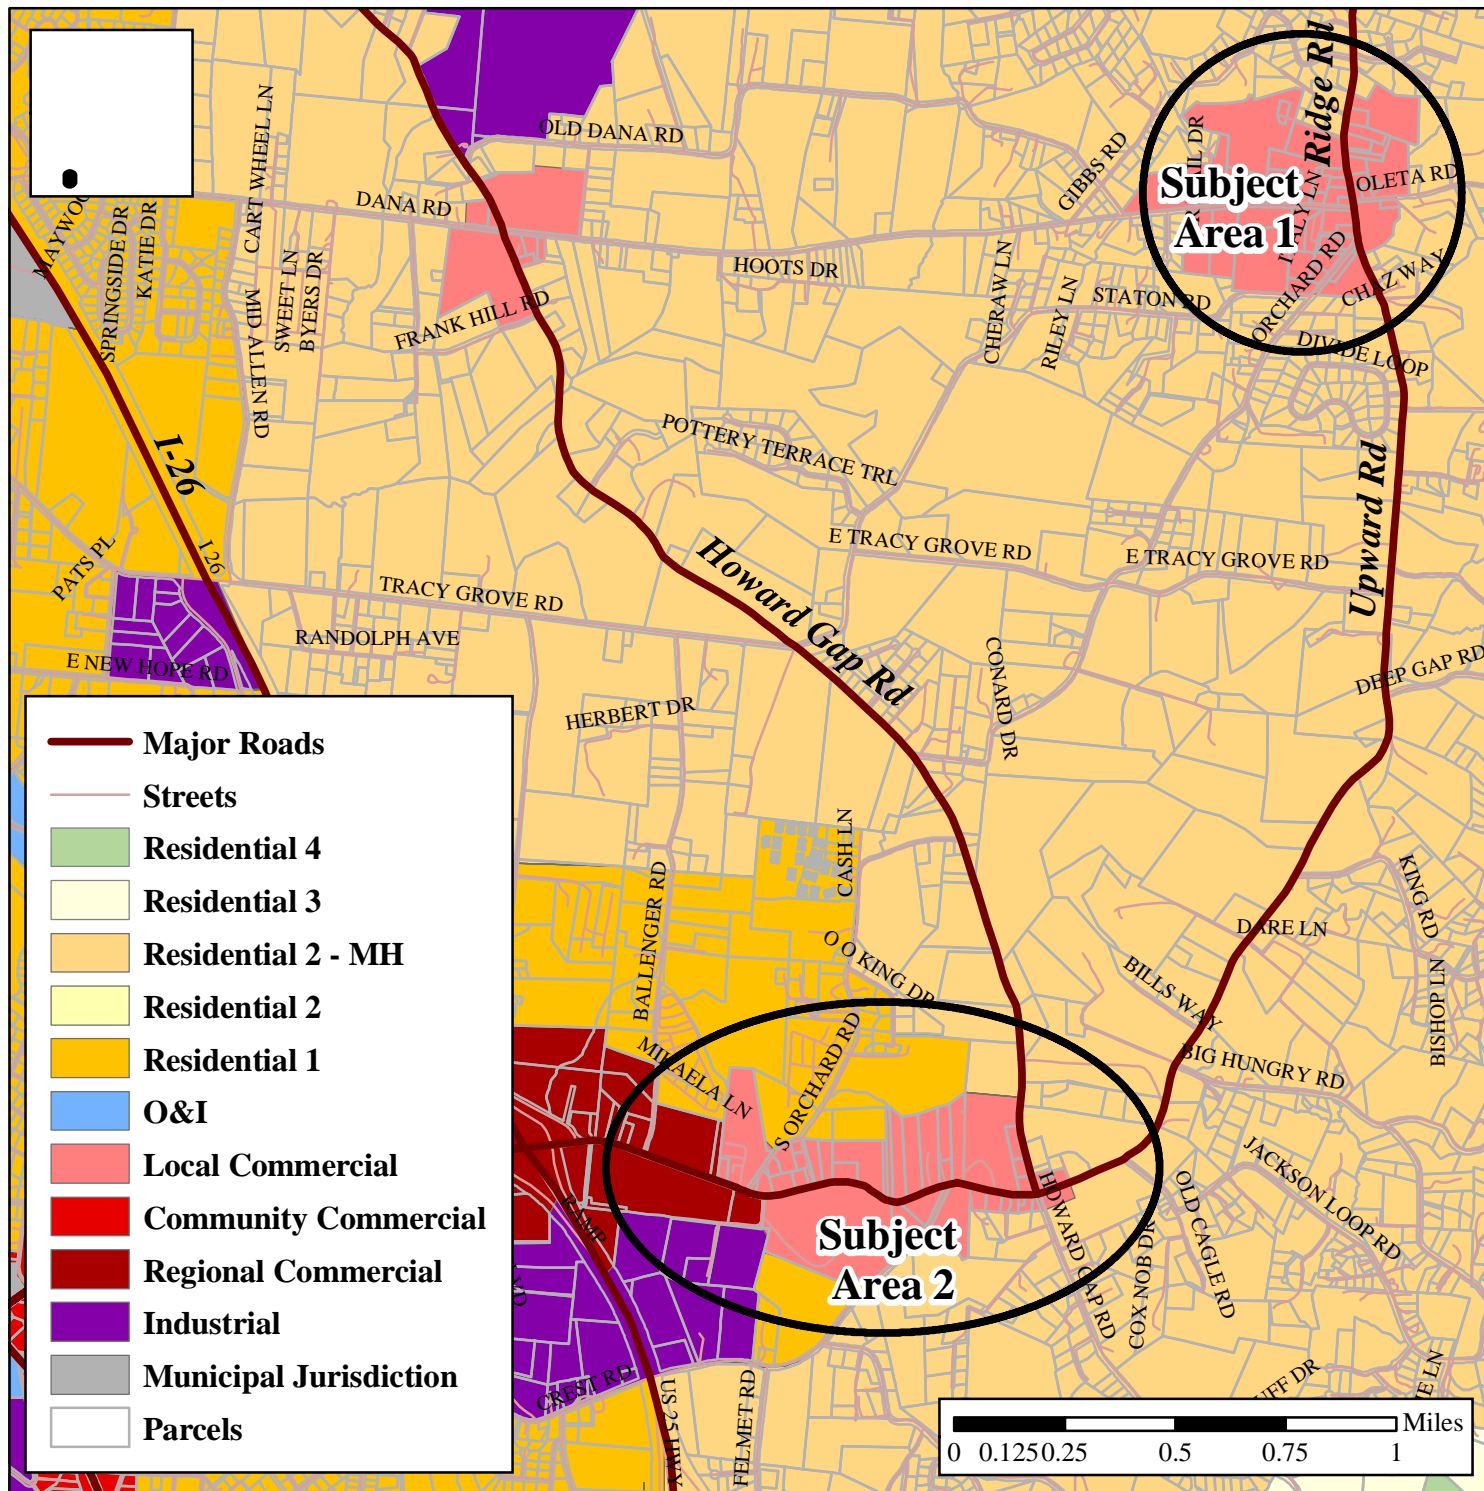 OLD DANA RD
CART WHEEL LN
DANA RD
GIBBS RD
Ridge Rd
OLETA RD
Subject
Area 1
SPRINGSIDE DR
KATIE DR
MID ALLEN RD
SWEET LN
BYERS DR
FRANK HILL RD
HOOTS DR
CHERAW LN
RILEY LN
STATON RD
ORCHARD RD
CHAZ WAY
DIVIDE LOOP
I-26
I-26
POTTERY TERRACE TRL
Upward Rd
PATS PL
TRACY GROVE RD
Howard Gap Rd
E TRACY GROVE RD
E TRACY GROVE RD
RANDOLPH AVE
E NEW HOPE RD
HERBERT DR
CONARD DR
DEEP GAP RD
CASH LN
BALLENGER RD
O O KING DR
DARE LN
KING RD
BISHOP LN
BILLS WAY
BIG HUNGRY RD
MIKAELA LN
S ORCHARD RD
JACKSON LOOP RD
OLD CAGLE RD
COX NOB DR
HOWARD GAP RD
RAMP
Subject
Area 2
CREST RD
US 25 HWY
FELMET RD
Major Roads
Streets
Residential 4
Residential 3
Residential 2 - MH
Residential 2
Residential 1
O&I
Local Commercial
Community Commercial
Regional Commercial
Industrial
Municipal Jurisdiction
Parcels
Miles
0 0.125 0.25 0.5 0.75 1